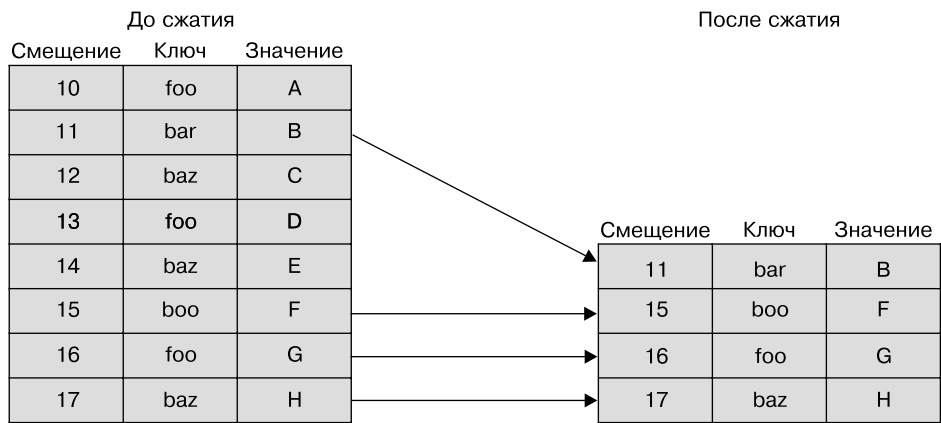 До сжатия
Смещение Ключ Значение
10 foo A
11 bar B
12 baz C
13 foo D
14 baz E
15 boo F
16 foo G
17 baz H
После сжатия
Смещение Ключ Значение
11 bar B
15 boo F
16 foo G
17 baz H